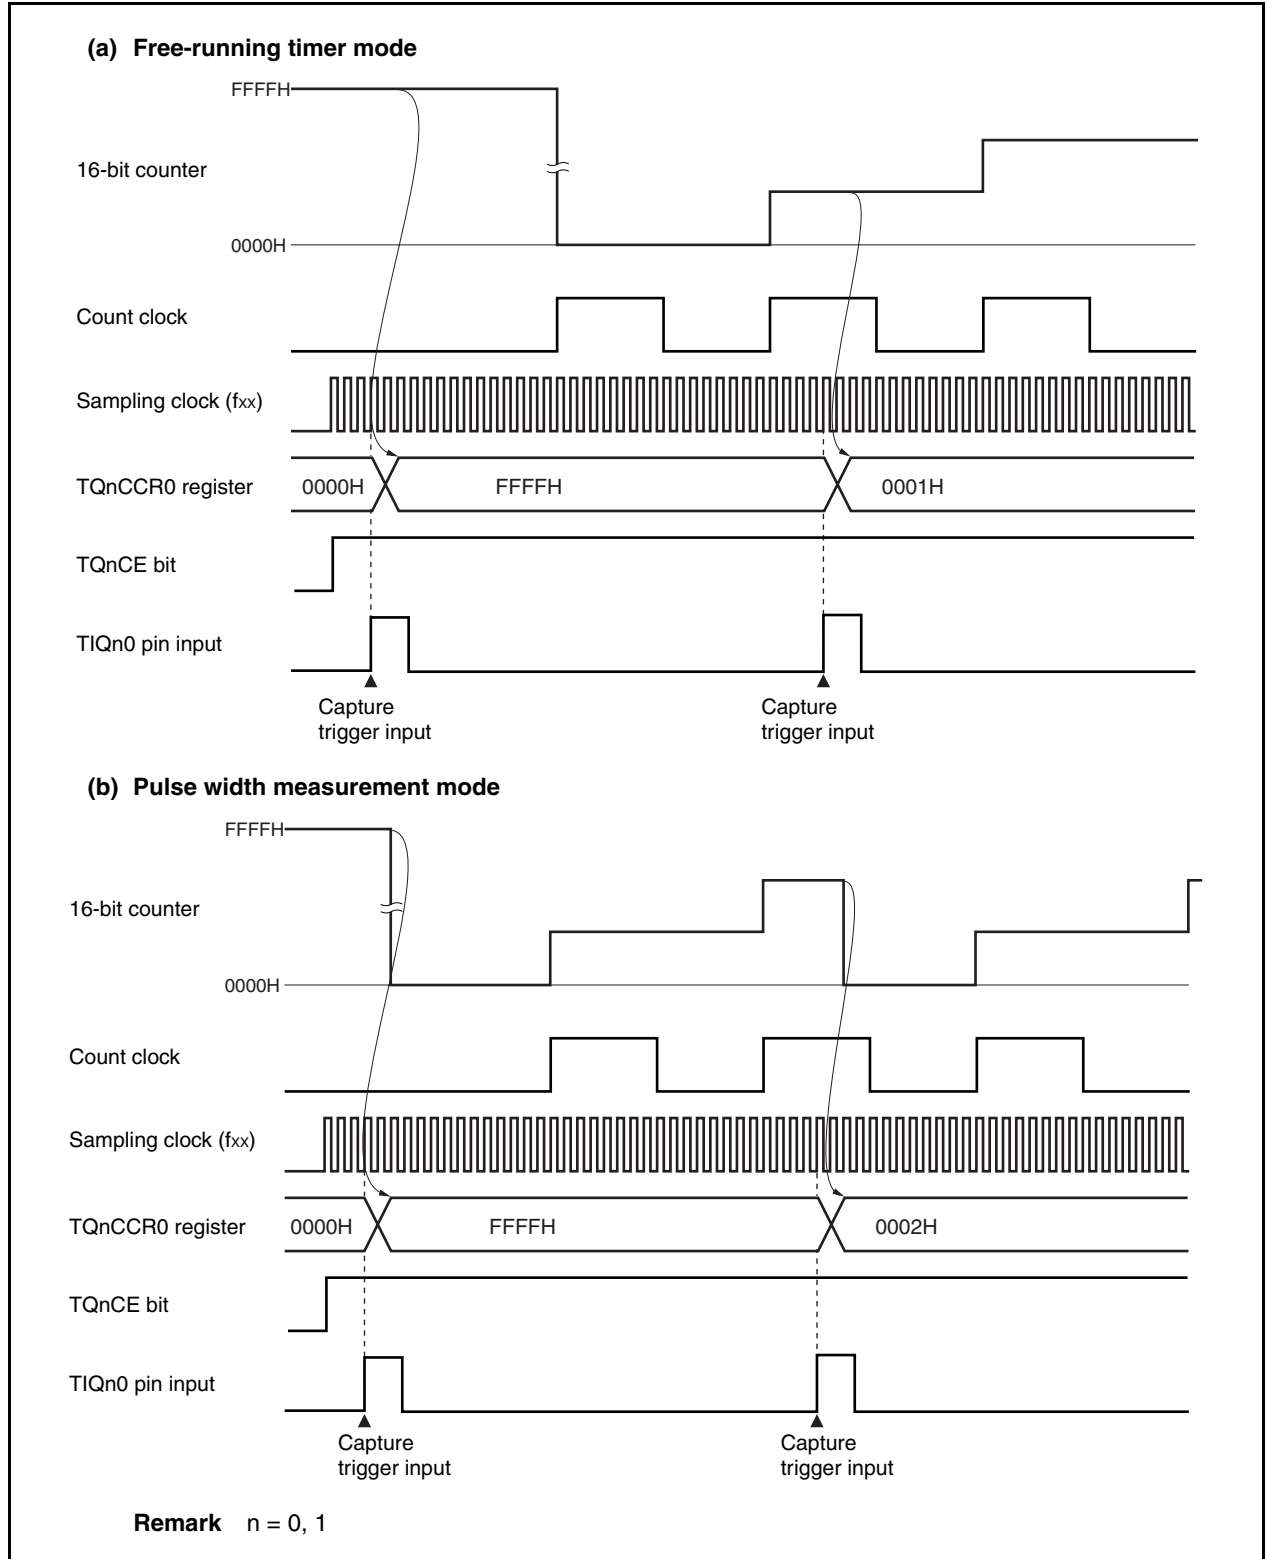 (a) Free-running timer mode
FFFFH
16-bit counter
0000H
Count clock
Sampling clock (fxx)
TQnCCR0 register
0000H
FFFFH
0001H
TQnCE bit
TIQn0 pin input
Capture
trigger input
Capture
trigger input
(b) Pulse width measurement mode
FFFFH
16-bit counter
0000H
Count clock
Sampling clock (fxx)
TQnCCR0 register
0000H
FFFFH
0002H
TQnCE bit
TIQn0 pin input
Capture
trigger input
Capture
trigger input
Remark n = 0, 1